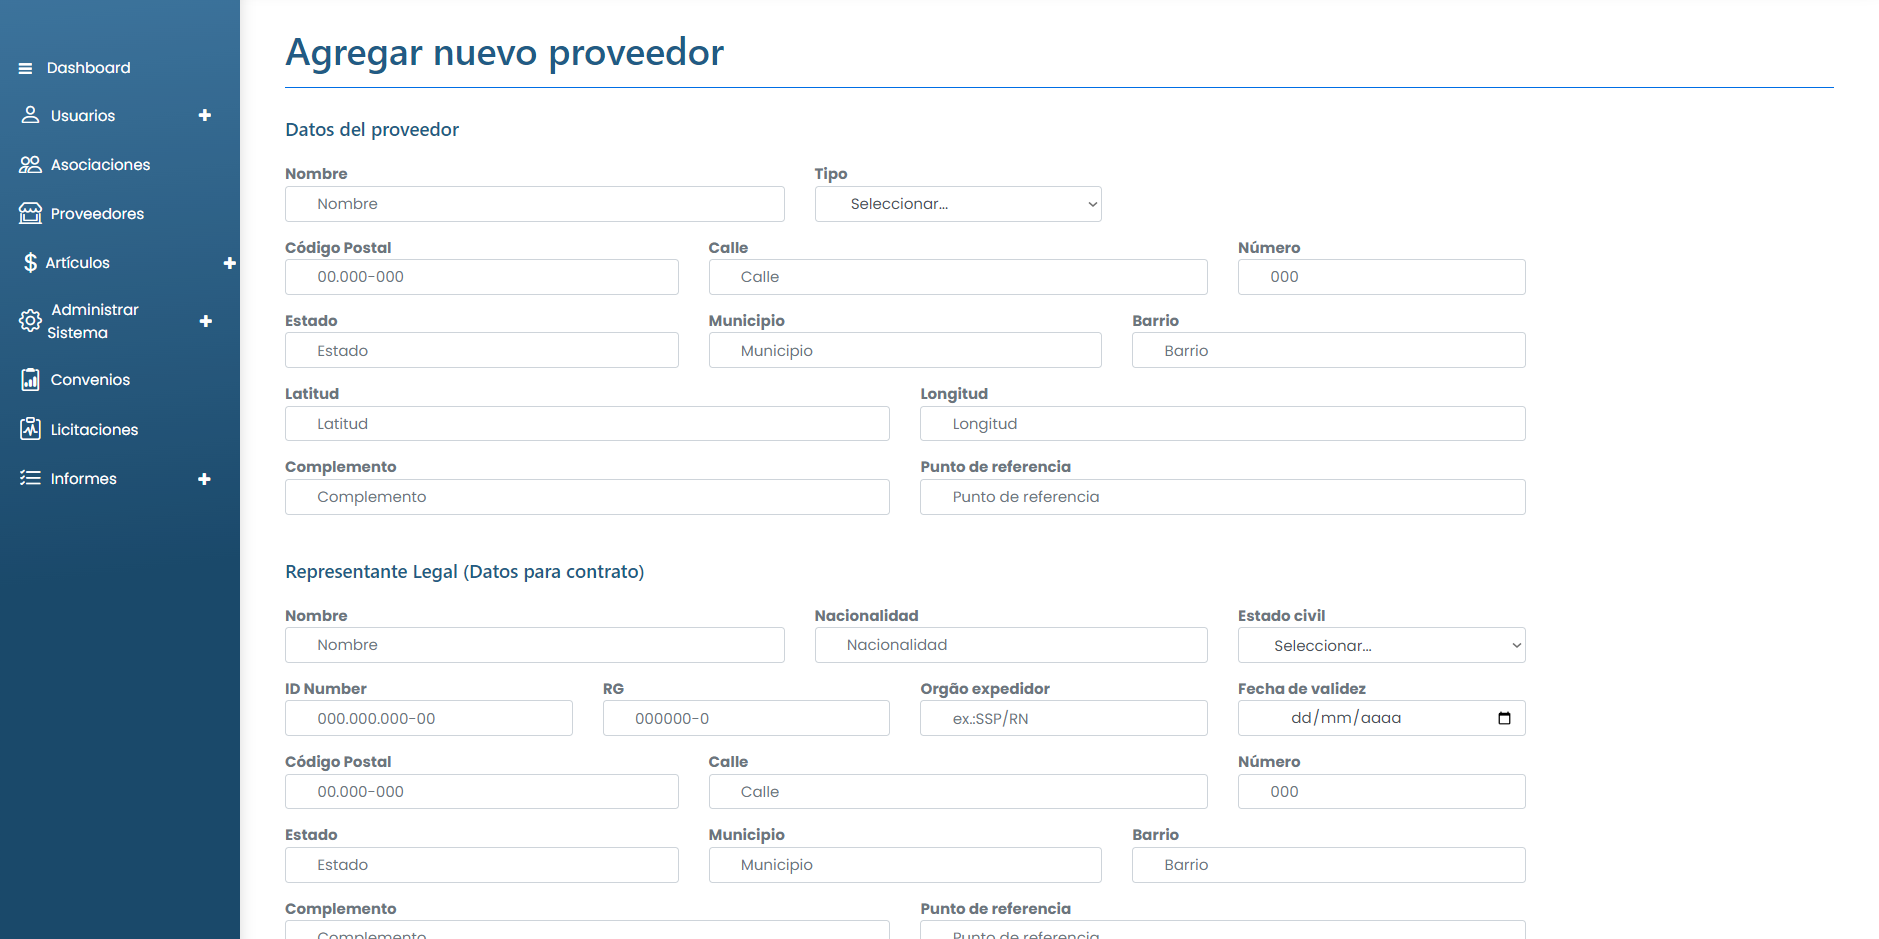 Dashboard
Usuarios
Asociaciones
Proveedores
Artículos
Administrar
Sistema
Convenios
Licitaciones
Informes
Agregar nuevo proveedor
Datos del proveedor
Nombre Tipo
Nombre Seleccionar...
Código Postal Calle Número
00.000-000 Calle 000
Estado Municipio Barrio
Estado Municipio Barrio
Latitud Longitud
Latitud Longitud
Complemento Punto de referencia
Complemento Punto de referencia
Representante Legal (Datos para contrato)
Nombre Nacionalidad Estado civil
Nombre Nacionalidad Seleccionar...
ID Number RG Orgão expedidor Fecha de validez
000.000.000-00 000000-0 ex.:SSP/RN dd/mm/aaaa
Código Postal Calle Número
00.000-000 Calle 000
Estado Municipio Barrio
Estado Municipio Barrio
Complemento Punto de referencia
Complemento Punto de referencia